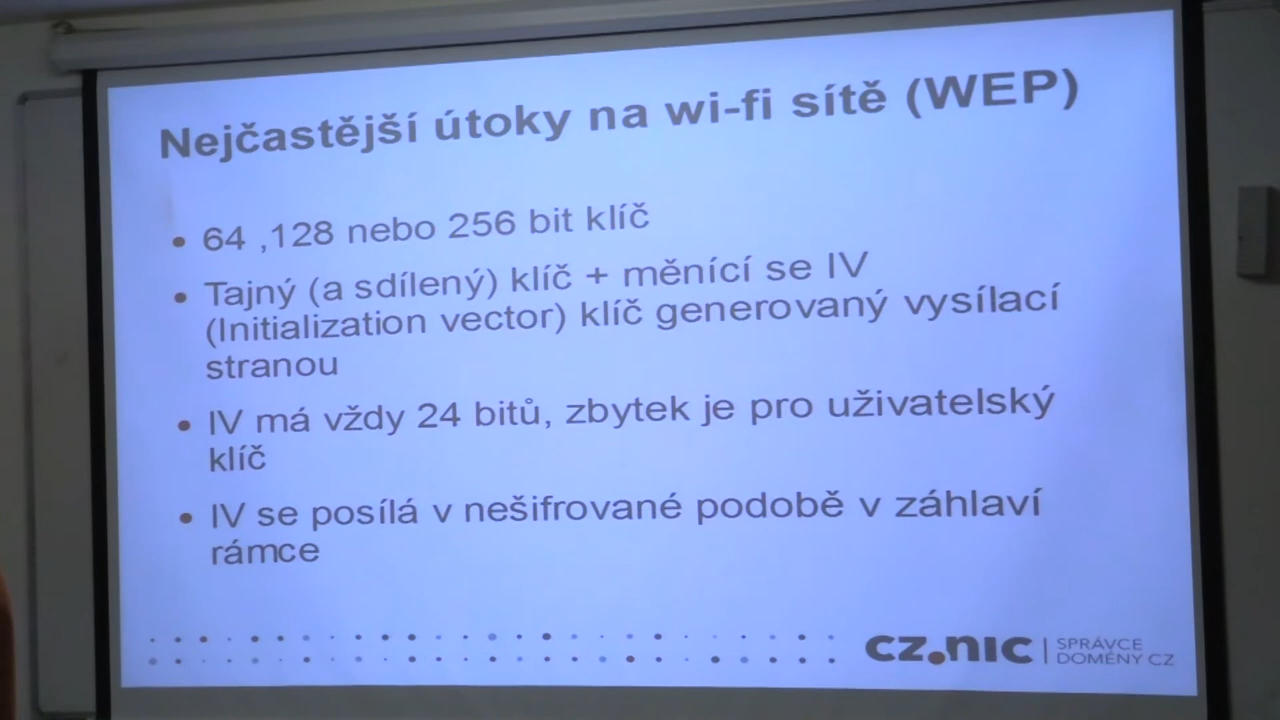 Nejčastější útoky na wi-fi sítě (WEP)
• 64 ,128 nebo 256 bit klíč
• Tajný (a sdílený) klíč + měnící se IV
(Initialization vector) klíč generovaný vysílací
stranou
• IV má vždy 24 bitů, zbytek je pro uživatelský
klíč
• IV se posílá v nešifrované podobě v záhlaví
rámce
CZ.NIC | SPRÁVCE
DOMÉNY CZ